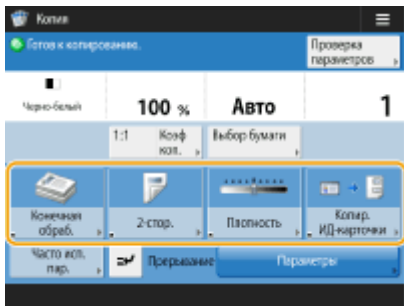 Копия
Готов к копированию.
Проверка
параметров
Черно-белый
100 %
Авто
1
1:1
Коэф
коп.
Выбор бумаги
Конечная
обраб.
2-стор.
Плотность
Копир.
ИД-карточки
Часто исп.
пар.
Прерывание
Параметры